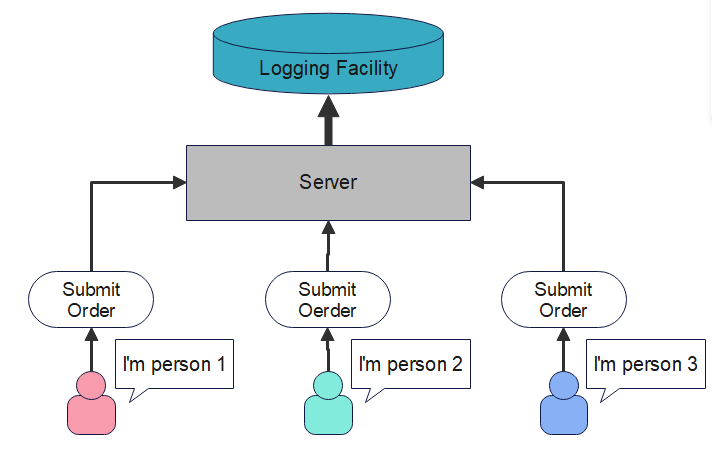 Logging Facility
Server
Submit
Order
Submit
Oerder
Submit
Order
I'm person 1
I'm person 2
I'm person 3